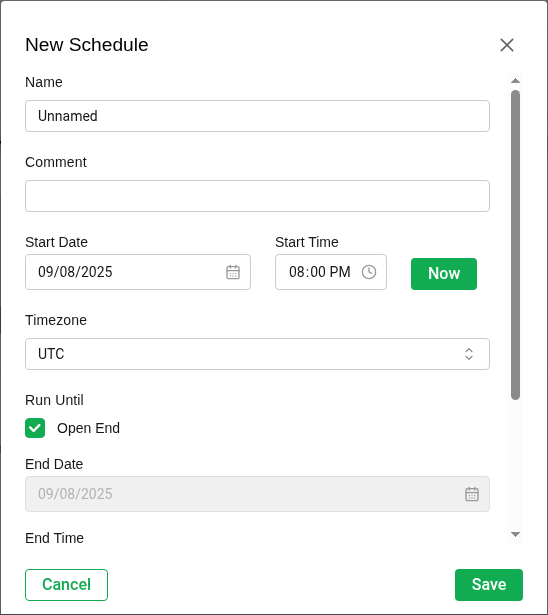 New Schedule
Name
Unnamed
Comment
Start Date
Start Time
09/08/2025
08:00 PM
Now
Timezone
UTC
Run Until
Open End
End Date
09/08/2025
End Time
Cancel
Save